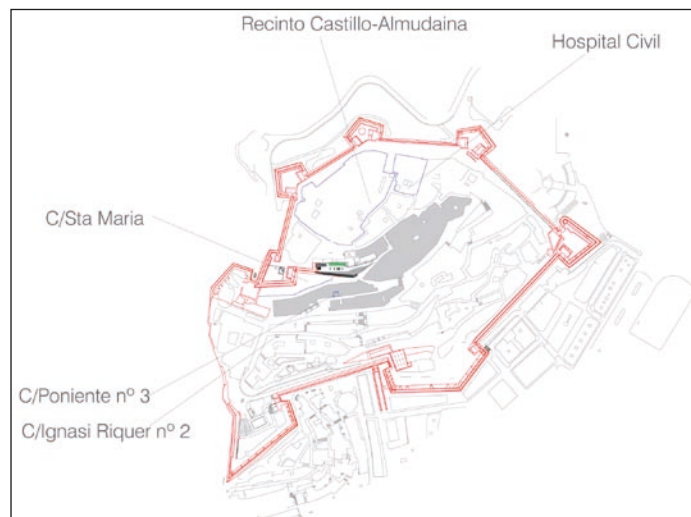 Recinto Castillo-Almudaina
Hospital Civil
C/Sta Maria
C/Poniente nº 3
C/Ignasi Riquer nº 2